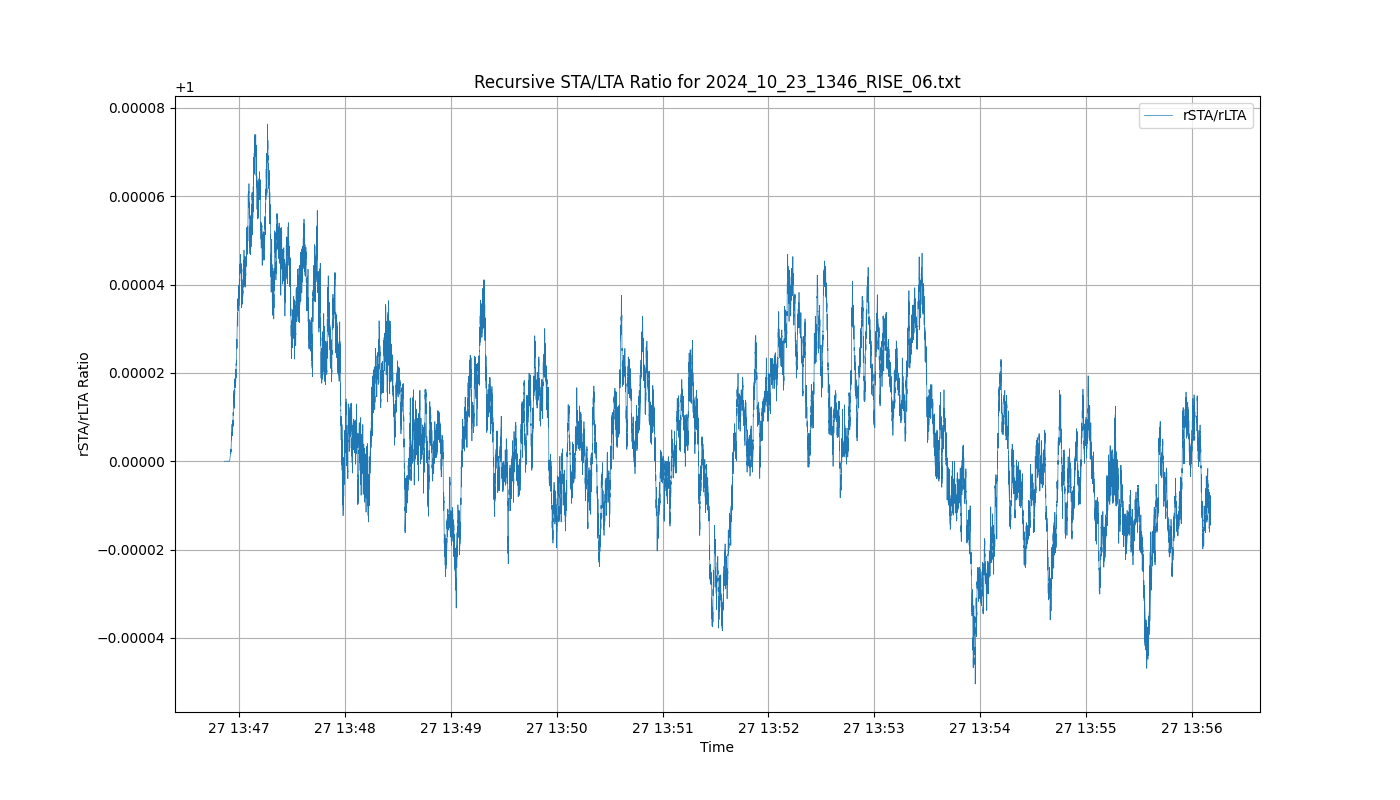 Recursive STA/LTA Ratio for 2024_10_23_1346_RISE_06.txt
+1
rSTA/rLTA
0.00008
0.00006
0.00004
0.00002
0.00000
−0.00002
−0.00004
rSTA/rLTA Ratio
27 13:47 27 13:48 27 13:49 27 13:50 27 13:51 27 13:52 27 13:53 27 13:54 27 13:55 27 13:56
Time